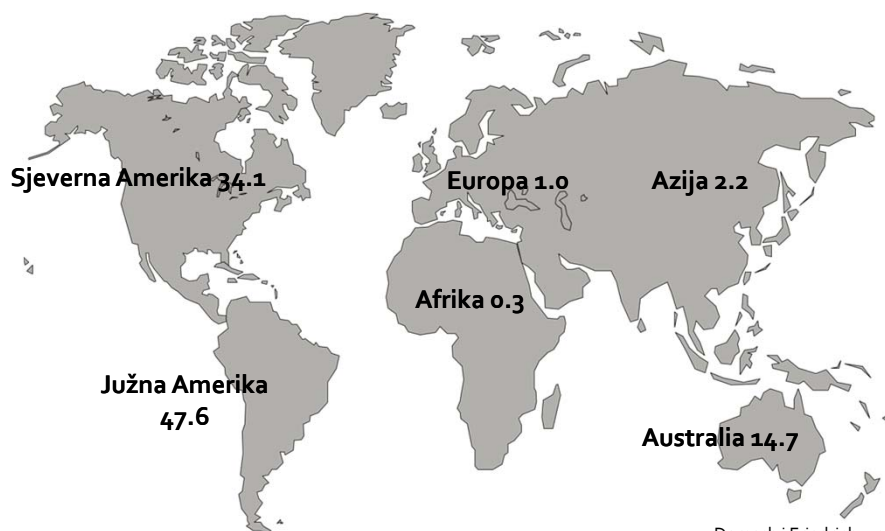 Sjeverna Amerika 34.1
Europa 1.0
Azija 2.2
Afrika 0.3
Južna Amerika
47.6
Australia 14.7